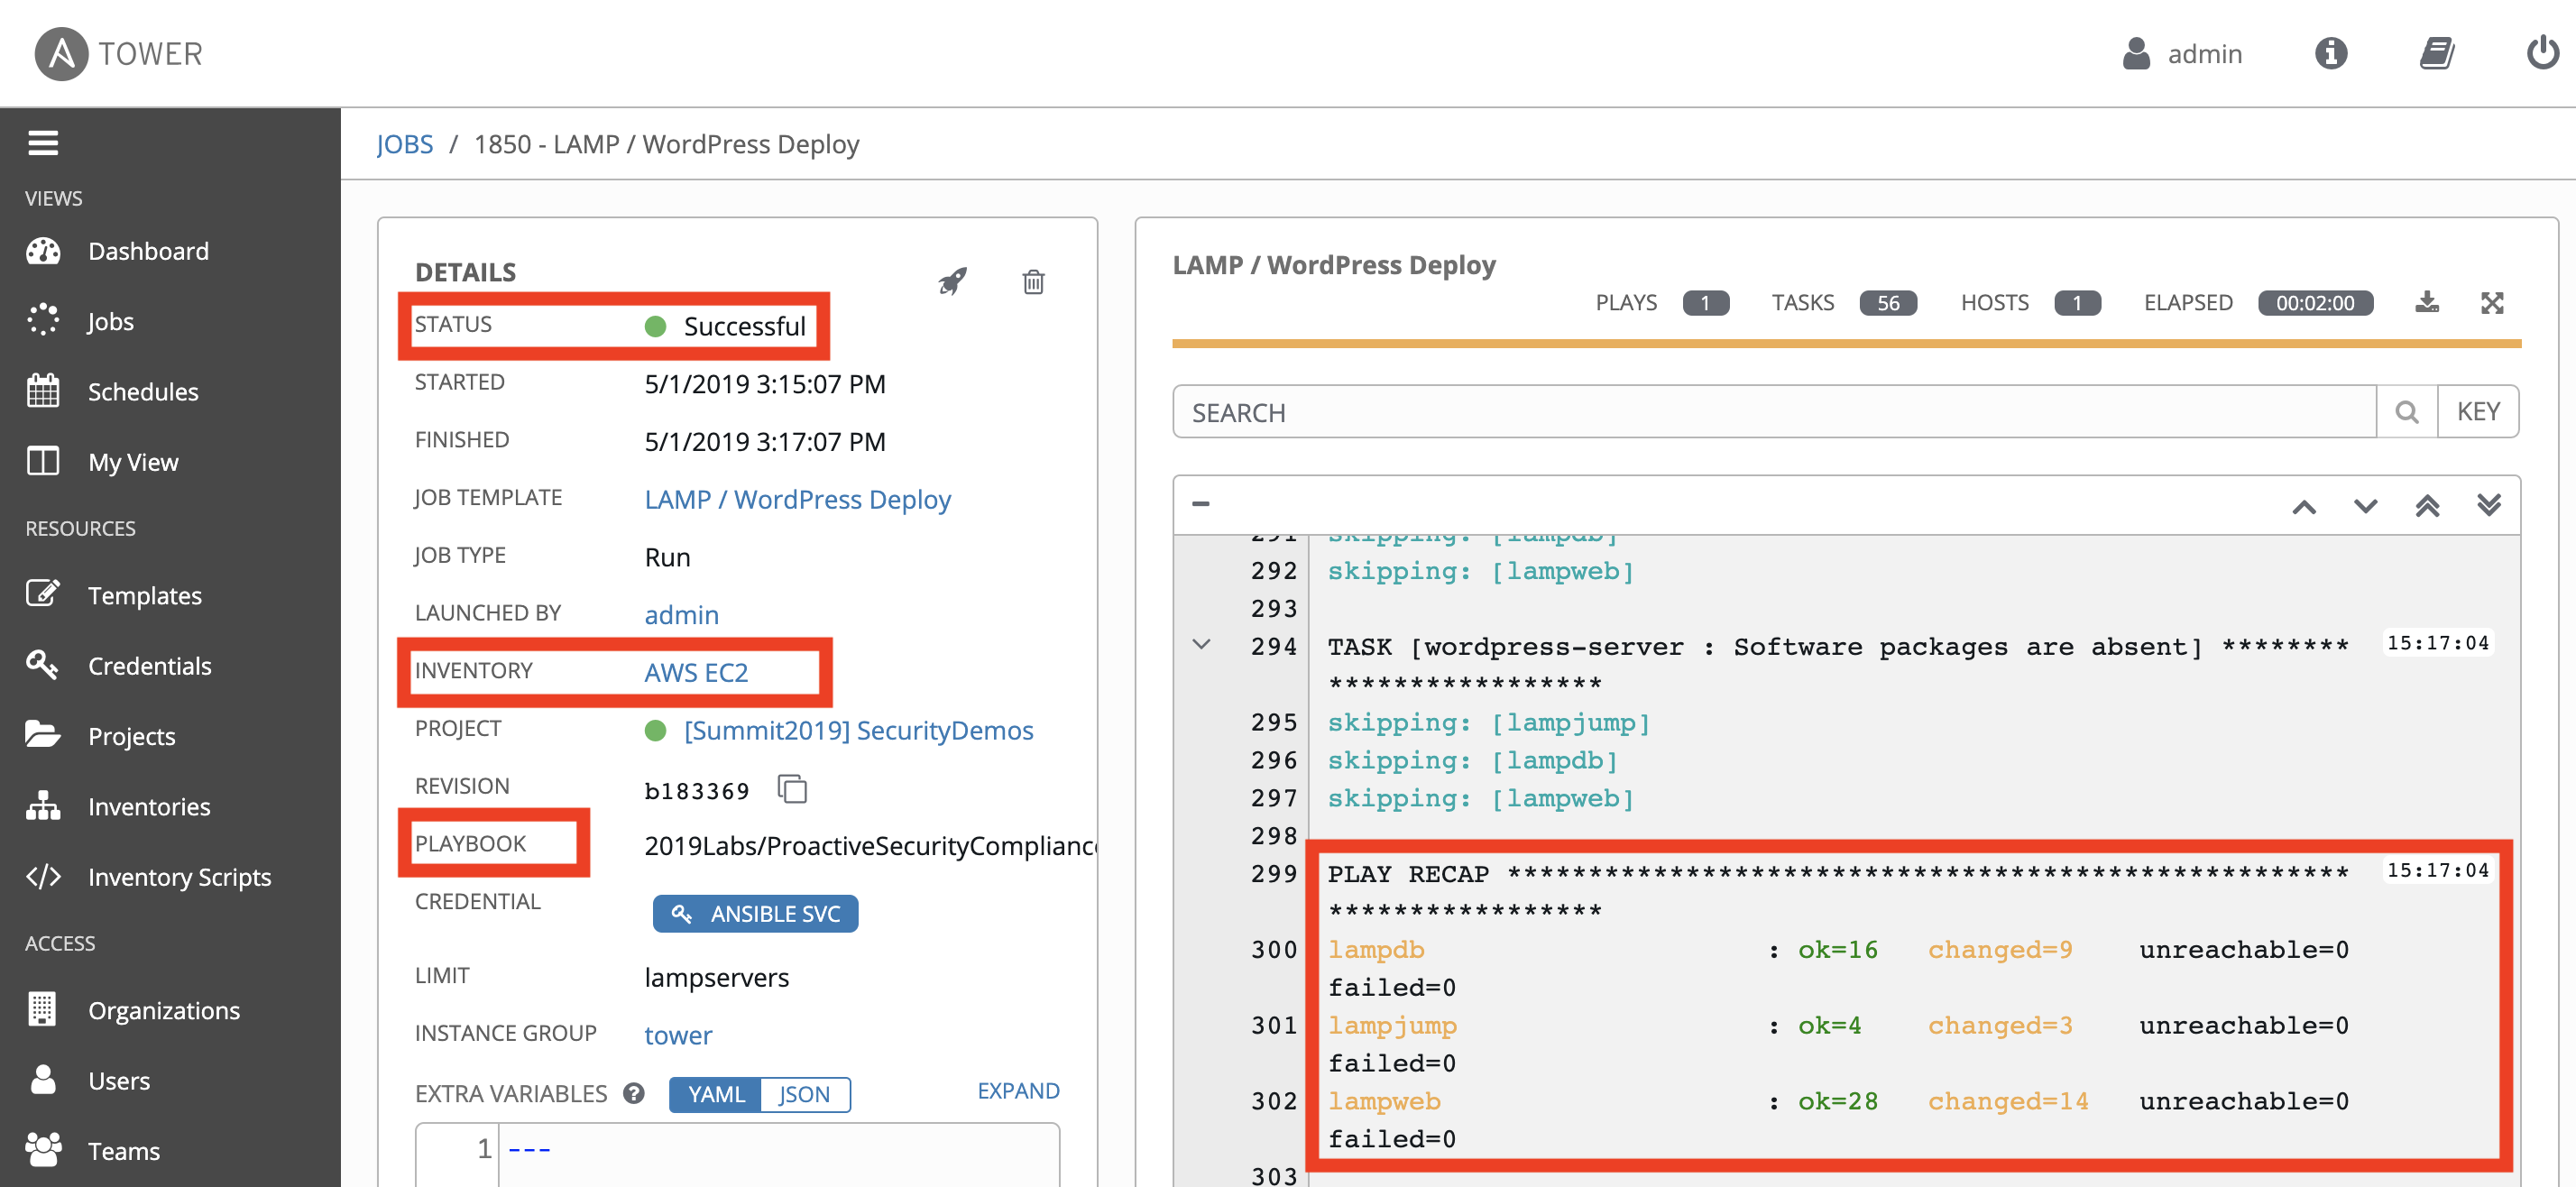 TOWER
admin
VIEWS
Dashboard
Jobs
Schedules
My View
RESOURCES
Templates
Credentials
Projects
Inventories
Inventory Scripts
ACCESS
Organizations
Users
Teams
JOBS / 1850 - LAMP / WordPress Deploy
DETAILS
STATUS Successful
STARTED 5/1/2019 3:15:07 PM
FINISHED 5/1/2019 3:17:07 PM
JOB TEMPLATE LAMP / WordPress Deploy
JOB TYPE Run
LAUNCHED BY admin
INVENTORY AWS EC2
PROJECT [Summit2019] SecurityDemos
REVISION b183369
PLAYBOOK 2019Labs/ProactiveSecurityCompliance
CREDENTIAL ANSIBLE SVC
LIMIT lampservers
INSTANCE GROUP tower
EXTRA VARIABLES ? YAML JSON EXPAND
1 ---
LAMP / WordPress Deploy
PLAYS 1 TASKS 56 HOSTS 1 ELAPSED 00:02:00
SEARCH KEY
291 skipping: [lampdb]
292 skipping: [lampweb]
293
294 TASK [wordpress-server : Software packages are absent] ******** 15:17:04
*****************
295 skipping: [lampjump]
296 skipping: [lampdb]
297 skipping: [lampweb]
298
299 PLAY RECAP **************************************************** 15:17:04
*****************
300 lampdb : ok=16 changed=9 unreachable=0
failed=0
301 lampjump : ok=4 changed=3 unreachable=0
failed=0
302 lampweb : ok=28 changed=14 unreachable=0
failed=0
303